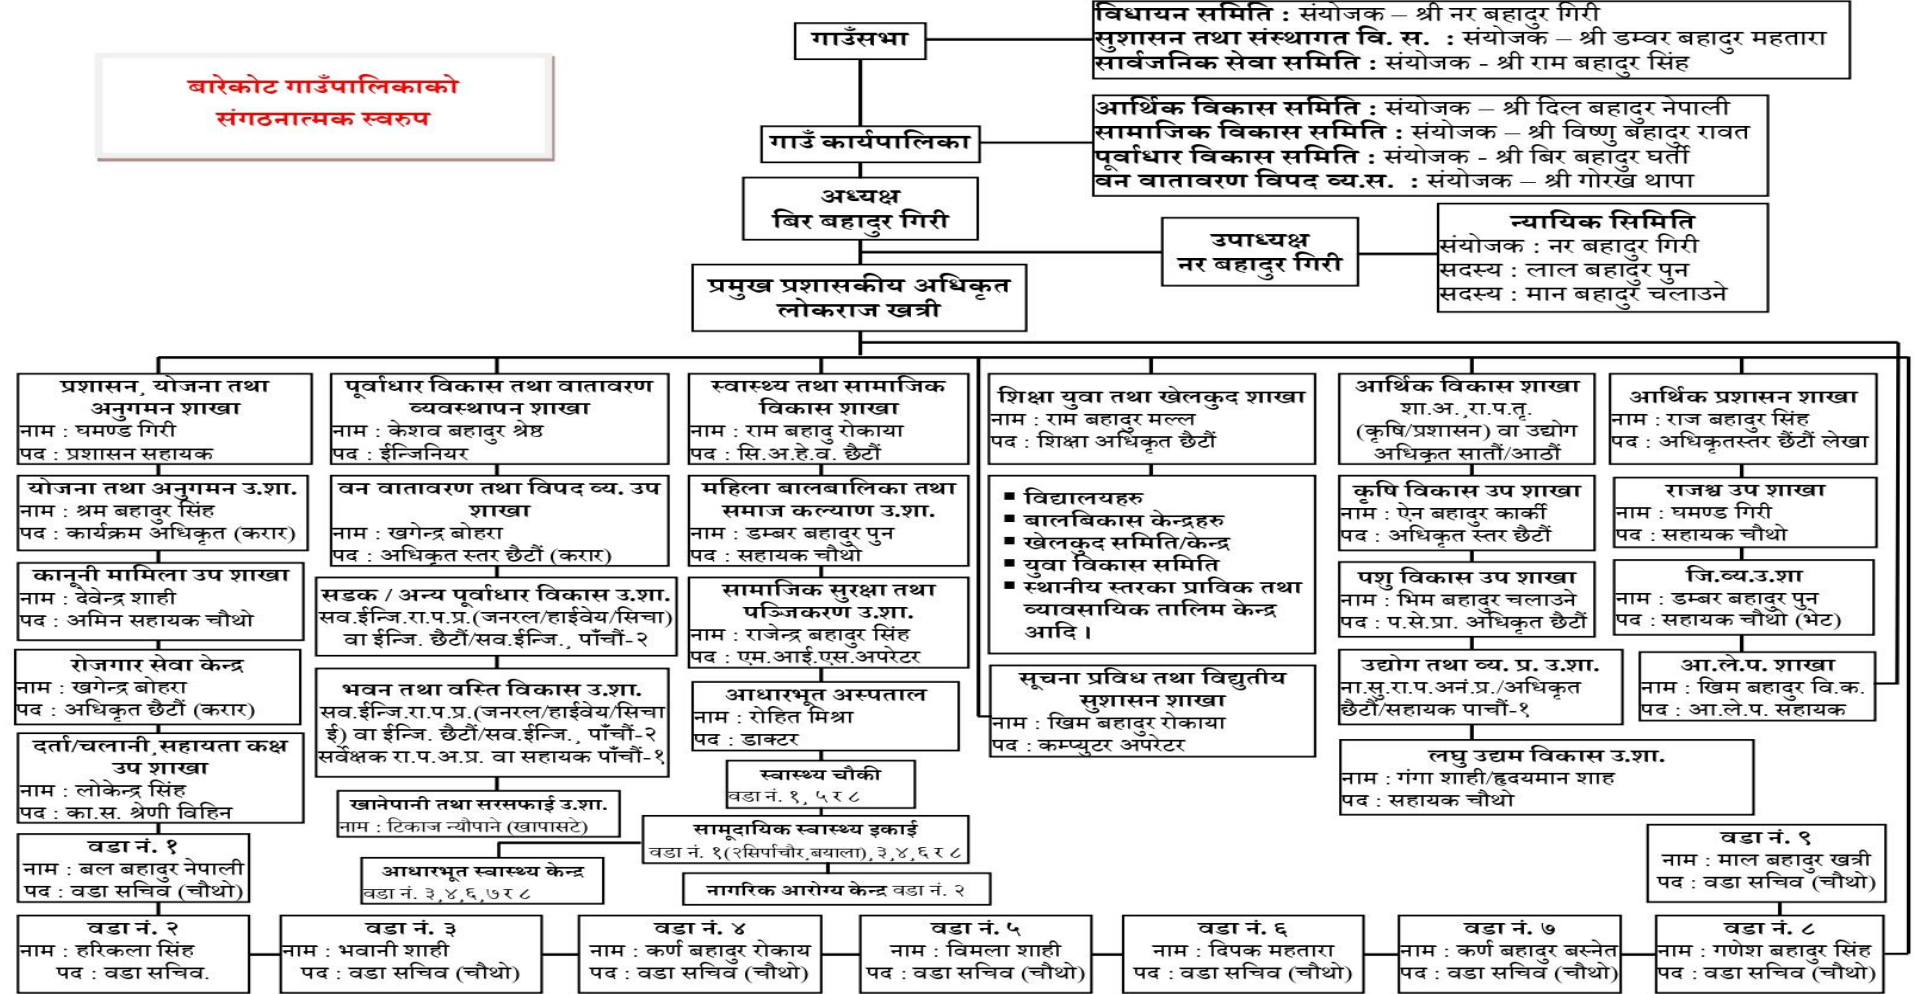 बारेकोट गाउँपालिकाको
संगठनात्मक स्वरुप
गाउँसभा
विधायन समिति : संयोजक – श्री नर बहादुर गिरी
सुशासन तथा संस्थागत वि. स. : संयोजक – श्री डम्वर बहादुर महतारा
सार्वजनिक सेवा समिति : संयोजक - श्री राम बहादुर सिंह
गाउँ कार्यपालिका
आर्थिक विकास समिति : संयोजक – श्री दिल बहादुर नेपाली
सामाजिक विकास समिति : संयोजक – श्री विष्णु बहादुर रावत
पूर्वाधार विकास समिति : संयोजक - श्री बिर बहादुर घर्ती
वन वातावरण विपद व्य.स. : संयोजक – श्री गोरख थापा
अध्यक्ष
बिर बहादुर गिरी
उपाध्यक्ष
नर बहादुर गिरी
न्यायिक सिमिति
संयोजक : नर बहादुर गिरी
सदस्य : लाल बहादुर पुन
सदस्य : मान बहादुर चलाउने
प्रमुख प्रशासकीय अधिकृत
लोकराज खत्री
प्रशासन, योजना तथा
अनुगमन शाखा
नाम : घमण्ड गिरी
पद : प्रशासन सहायक
योजना तथा अनुगमन उ.शा.
नाम : श्रम बहादुर सिंह
पद : कार्यक्रम अधिकृत (करार)
कानूनी मामिला उप शाखा
नाम : देवेन्द्र शाही
पद : अमिन सहायक चौथो
रोजगार सेवा केन्द्र
नाम : खगेन्द्र बोहरा
पद : अधिकृत छैटौं (करार)
दर्ता/चलानी,सहायता कक्ष
उप शाखा
नाम : लोकेन्द्र सिंह
पद : का.स. श्रेणी विहिन
पूर्वाधार विकास तथा वातावरण
व्यवस्थापन शाखा
नाम : केशव बहादुर श्रेष्ठ
पद : ईन्जिनियर
वन वातावरण तथा विपद व्य. उप
शाखा
नाम : खगेन्द्र बोहरा
पद : अधिकृत स्तर छैटौं (करार)
सडक / अन्य पूर्वाधार विकास उ.शा.
सव.ईन्जि.रा.प.प्र.(जनरल/हाईवेय/सिचा)
वा ईन्जि. छैटौं/सव.ईन्जि., पाँचौं-२
भवन तथा वस्ति विकास उ.शा.
सव.ईन्जि.रा.प.प्र.(जनरल/हाईवेय/सिचा
ई) वा ईन्जि. छैटौं/सव.ईन्जि., पाँचौं-२
सर्वेक्षक रा.प.अ.प्र. वा सहायक पाँचौं-१
खानेपानी तथा सरसफाई उ.शा.
नाम : टिकाज न्यौपाने (खापासटे)
स्वास्थ्य तथा सामाजिक
विकास शाखा
नाम : राम बहादु रोकाया
पद : सि.अ.हे.व. छैटौं
महिला बालबालिका तथा
समाज कल्याण उ.शा.
नाम : डम्बर बहादुर पुन
पद : सहायक चौथो
सामाजिक सुरक्षा तथा
पञ्जिकरण उ.शा.
नाम : राजेन्द्र बहादुर सिंह
पद : एम.आई.एस.अपरेटर
आधारभूत अस्पताल
नाम : रोहित मिश्रा
पद : डाक्टर
स्वास्थ्य चौकी
वडा नं. १, ५ र ८
सामूदायिक स्वास्थ्य इकाई
वडा नं. १(२सिर्पाचौर,बयाला),३,४,६ र ८
आधारभूत स्वास्थ्य केन्द्र
वडा नं. ३,४,६,७ र ८
नागरिक आरोग्य केन्द्र वडा नं. २
शिक्षा युवा तथा खेलकुद शाखा
नाम : राम बहादुर मल्ल
पद : शिक्षा अधिकृत छैटौं
▪ विद्यालयहरु
▪ बालबिकास केन्द्रहरु
▪ खेलकुद समिति/केन्द्र
▪ युवा विकास समिति
▪ स्थानीय स्तरका प्राविक तथा
व्यावसायिक तालिम केन्द्र
आदि ।
सूचना प्रविध तथा विद्युतीय
सुशासन शाखा
नाम : खिम बहादुर रोकाया
पद : कम्प्युटर अपरेटर
आर्थिक विकास शाखा
शा.अ.,रा.प.तृ.
(कृषि/प्रशासन) वा उद्योग
अधिकृत सातौं/आठौं
कृषि विकास उप शाखा
नाम : ऐन बहादुर कार्की
पद : अधिकृत स्तर छैटौं
पशु विकास उप शाखा
नाम : भिम बहादुर चलाउने
पद : प.से.प्रा. अधिकृत छैटौं
उद्योग तथा व्य. प्र. उ.शा.
ना.सु.रा.प.अनं.प्र./अधिकृत
छैटौं/सहायक पाचौं-१
लघु उद्यम विकास उ.शा.
नाम : गंगा शाही/हृदयमान शाह
पद : सहायक चौथो
आर्थिक प्रशासन शाखा
नाम : राज बहादुर सिंह
पद : अधिकृतस्तर छैंटौं लेखा
राजश्व उप शाखा
नाम : घमण्ड गिरी
पद : सहायक चौथो
जि.व्य.उ.शा
नाम : डम्बर बहादुर पुन
पद : सहायक चौथो (भेट)
आ.ले.प. शाखा
नाम : खिम बहादुर वि.क.
पद : आ.ले.प. सहायक
वडा नं. १
नाम : बल बहादुर नेपाली
पद : वडा सचिव (चौथो)
वडा नं. ९
नाम : माल बहादुर खत्री
पद : वडा सचिव (चौथो)
वडा नं. २
नाम : हरिकला सिंह
पद : वडा सचिव.
वडा नं. ३
नाम : भवानी शाही
पद : वडा सचिव (चौथो)
वडा नं. ४
नाम : कर्ण बहादुर रोकाय
पद : वडा सचिव (चौथो)
वडा नं. ५
नाम : विमला शाही
पद : वडा सचिव (चौथो)
वडा नं. ६
नाम : दिपक महतारा
पद : वडा सचिव (चौथो)
वडा नं. ७
नाम : कर्ण बहादुर बस्नेत
पद : वडा सचिव (चौथो)
वडा नं. ८
नाम : गणेश बहादुर सिंह
पद : वडा सचिव (चौथो)